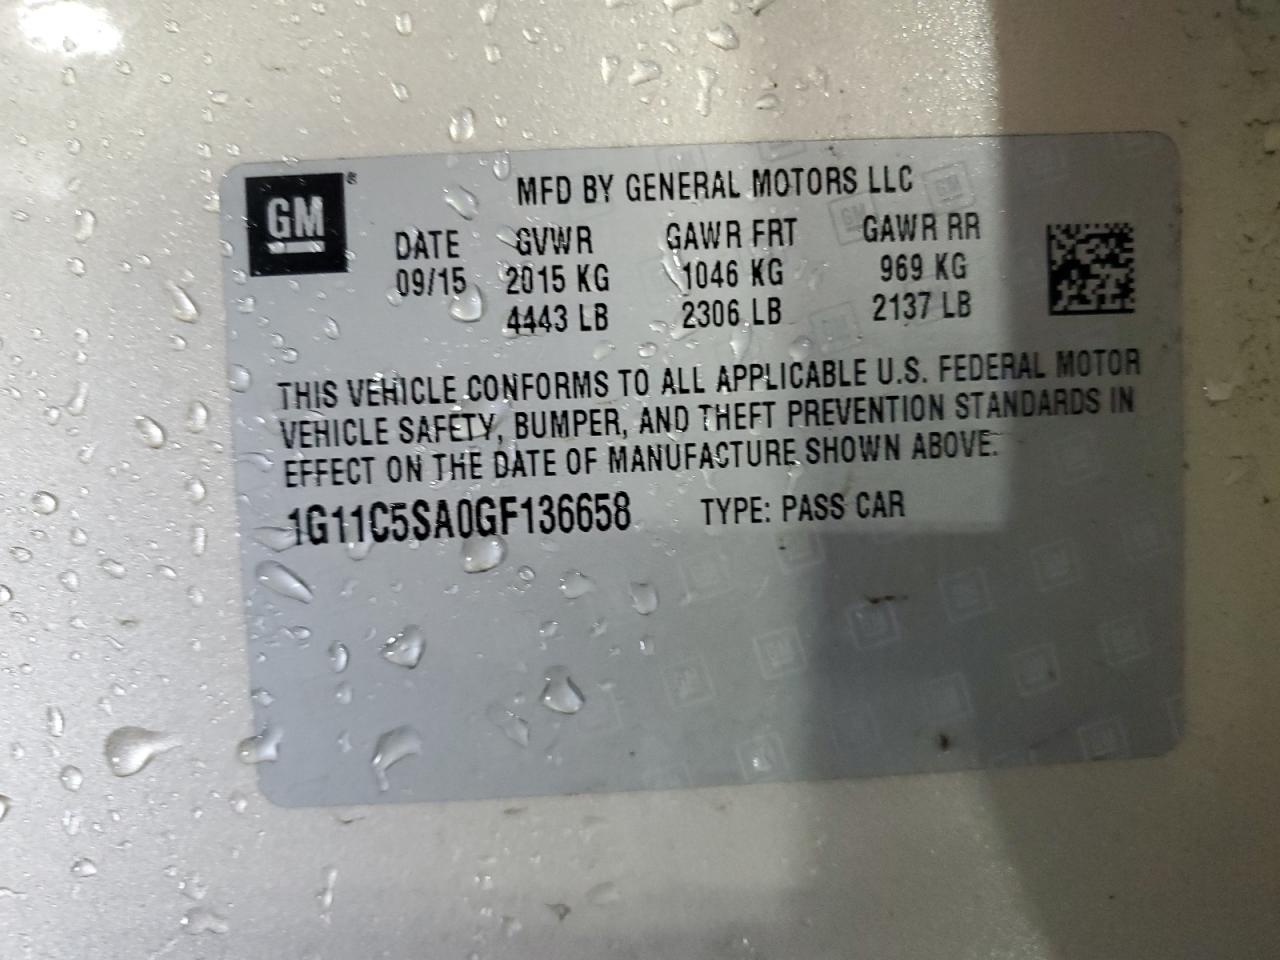 GM®
MFD BY GENERAL MOTORS LLC
DATE GVWR GAWR FRT GAWR RR
09/15 2015 KG 1046 KG 969 KG
4443 LB 2306 LB 2137 LB
THIS VEHICLE CONFORMS TO ALL APPLICABLE U.S. FEDERAL MOTOR
VEHICLE SAFETY, BUMPER, AND THEFT PREVENTION STANDARDS IN
EFFECT ON THE DATE OF MANUFACTURE SHOWN ABOVE.
1G11C5SA0GF136658 TYPE: PASS CAR